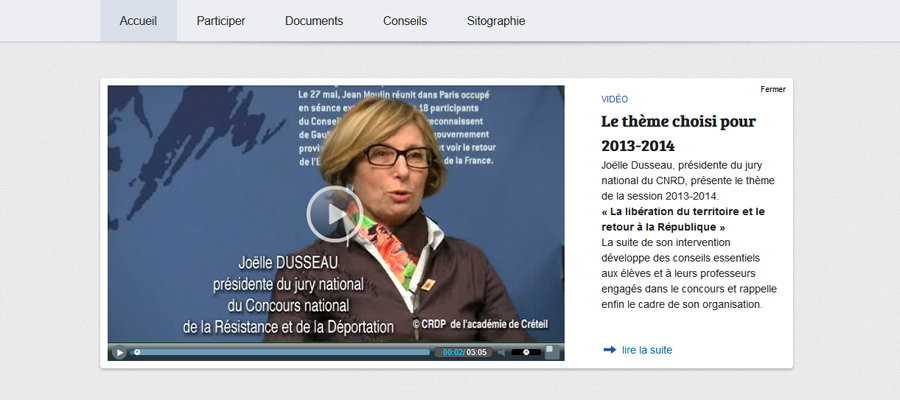 Accueil
Participer
Documents
Conseils
Sitographie
Le 27 mai, Jean Moulin réunit dans Paris occupé
en séance 18 participants
du Conseil reconnaissent
de Gaul gouvernement
provi voir le retour
de l'E de la France.
Joëlle DUSSEAU
présidente du jury national
du Concours national
de la Résistance et de la Déportation
© CRDP de l'académie de Créteil
00:02/03:05
Fermer
VIDÉO
Le thème choisi pour
2013-2014
Joëlle Dusseau, présidente du jury
national du CNRD, présente le thème
de la session 2013-2014.
« La libération du territoire et le
retour à la République »
La suite de son intervention
développe des conseils essentiels
aux élèves et à leurs professeurs
engagés dans le concours et rappelle
enfin le cadre de son organisation.
lire la suite